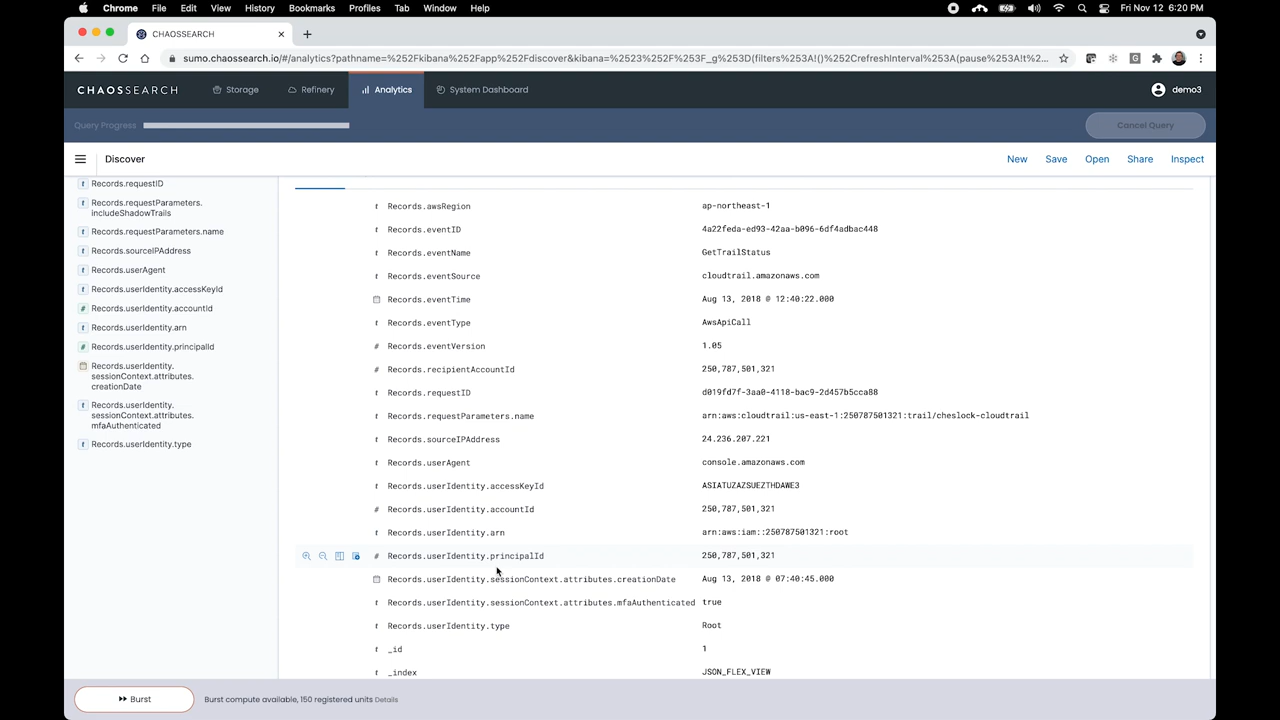 Chrome File Edit View History Bookmarks Profiles Tab Window Help Fri Nov 12 6:20 PM
CHAOSSEARCH
sumo.chaossearch.io/#/analytics?pathname=%252Fkibana%252Fapp%252Fdiscover&kibana=%2523%252F%253F_g%253D(filters%253A!()%252CrefreshInterval%253A(pause%253A!t%2...
CHAOSSEARCH Storage Refinery Analytics System Dashboard demo3
Query Progress Cancel Query
Discover New Save Open Share Inspect
Records.requestID
Records.requestParameters.
includeShadowTrails
Records.requestParameters.name
Records.sourceIPAddress
Records.userAgent
Records.userIdentity.accessKeyId
Records.userIdentity.accountId
Records.userIdentity.arn
Records.userIdentity.principalId
Records.userIdentity.
sessionContext.attributes.
creationDate
Records.userIdentity.
sessionContext.attributes.
mfaAuthenticated
Records.userIdentity.type
t Records.awsRegion ap-northeast-1
t Records.eventID 4a22feda-ed93-42aa-b096-6df4adbac448
t Records.eventName GetTrailStatus
t Records.eventSource cloudtrail.amazonaws.com
Records.eventTime Aug 13, 2018 @ 12:40:22.000
t Records.eventType AwsApiCall
# Records.eventVersion 1.05
# Records.recipientAccountId 250,787,501,321
t Records.requestID d019fd7f-3aa0-4118-bac9-2d457b5cca88
t Records.requestParameters.name arn:aws:cloudtrail:us-east-1:250787501321:trail/cheslock-cloudtrail
t Records.sourceIPAddress 24.236.207.221
t Records.userAgent console.amazonaws.com
t Records.userIdentity.accessKeyId ASIATUZAZSUEZTHDAWE3
# Records.userIdentity.accountId 250,787,501,321
t Records.userIdentity.arn arn:aws:iam::250787501321:root
# Records.userIdentity.principalId 250,787,501,321
Records.userIdentity.sessionContext.attributes.creationDate Aug 13, 2018 @ 07:40:45.000
t Records.userIdentity.sessionContext.attributes.mfaAuthenticated true
t Records.userIdentity.type Root
t _id 1
t _index JSON_FLEX_VIEW
Burst Burst compute available, 150 registered units Details